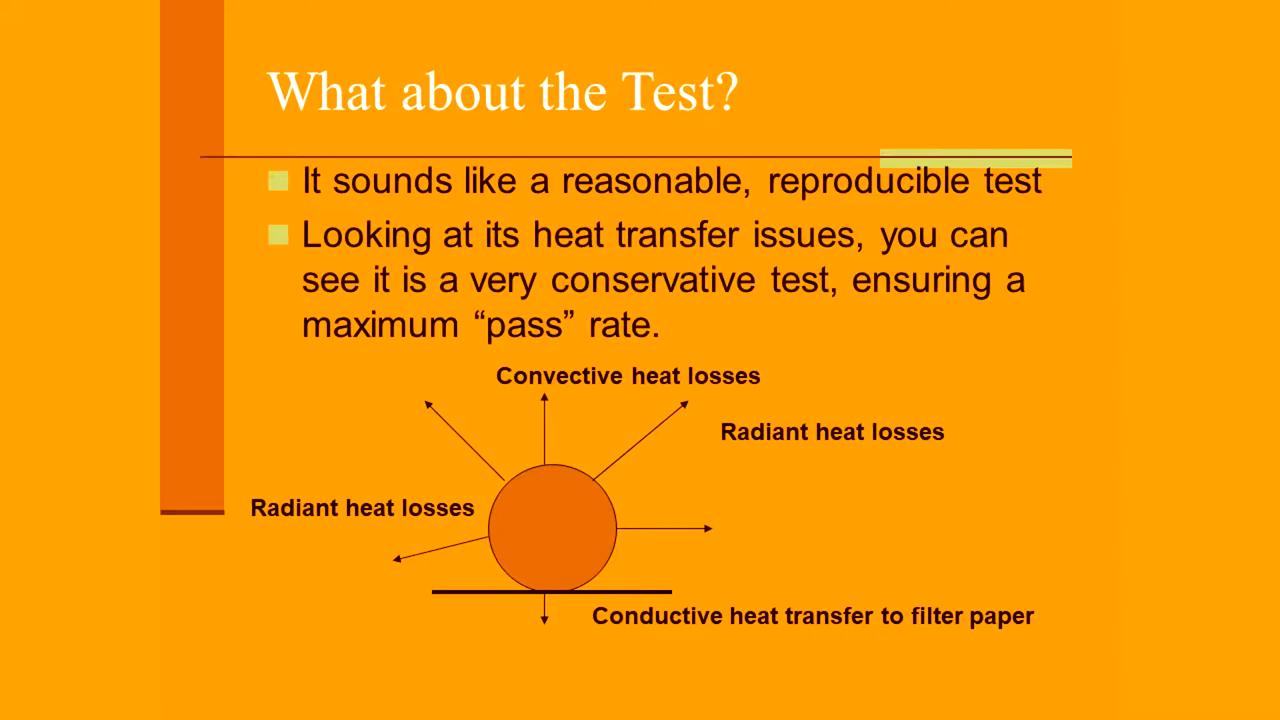 What about the Test?
It sounds like a reasonable, reproducible test
Looking at its heat transfer issues, you can
see it is a very conservative test, ensuring a
maximum “pass” rate.
Convective heat losses
Radiant heat losses
Radiant heat losses
Conductive heat transfer to filter paper